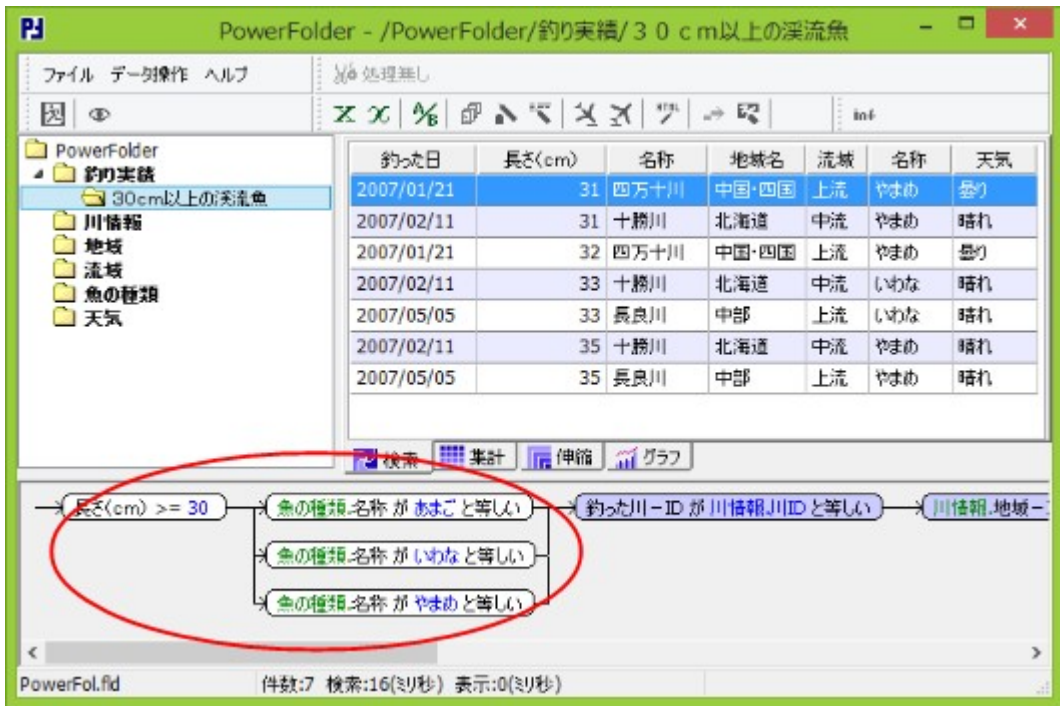 PowerFolder - /PowerFolder/釣り実績/３０ｃｍ以上の渓流魚
ファイル データ操作 ヘルプ
処理無し
inf
PowerFolder
釣り実績
30cm以上の渓流魚
川情報
地域
流域
魚の種類
天気
釣った日 長さ(cm) 名称 地域名 流域 名称 天気
2007/01/21 31 四万十川 中国・四国 上流 やまめ 曇り
2007/02/11 31 十勝川 北海道 中流 やまめ 晴れ
2007/01/21 32 四万十川 中国・四国 上流 やまめ 曇り
2007/02/11 33 十勝川 北海道 中流 いわな 晴れ
2007/05/05 33 長良川 中部 上流 いわな 晴れ
2007/02/11 35 十勝川 北海道 中流 やまめ 晴れ
2007/05/05 35 長良川 中部 上流 やまめ 晴れ
検索 集計 伸縮 グラフ
長さ(cm) >= 30 魚の種類.名称 が あまご と等しい 釣った川－ID が 川情報.川ID と等しい 川情報.地域－
魚の種類.名称 が いわな と等しい
魚の種類.名称 が やまめ と等しい
PowerFol.fld 件数:7 検索:16(ミリ秒) 表示:0(ミリ秒)